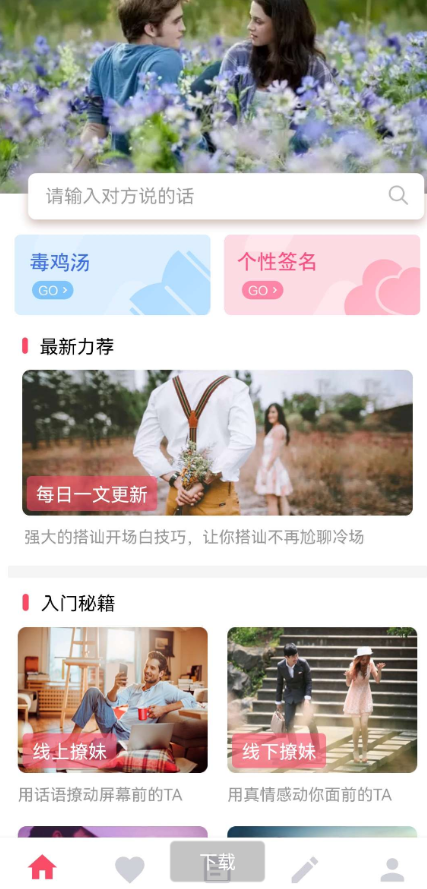 请输入对方说的话
毒鸡汤
GO >
个性签名
GO >
最新力荐
每日一文更新
强大的搭讪开场白技巧，让你搭讪不再尬聊冷场
入门秘籍
线上撩妹
线下撩妹
用话语撩动屏幕前的TA
用真情感动你面前的TA
下载